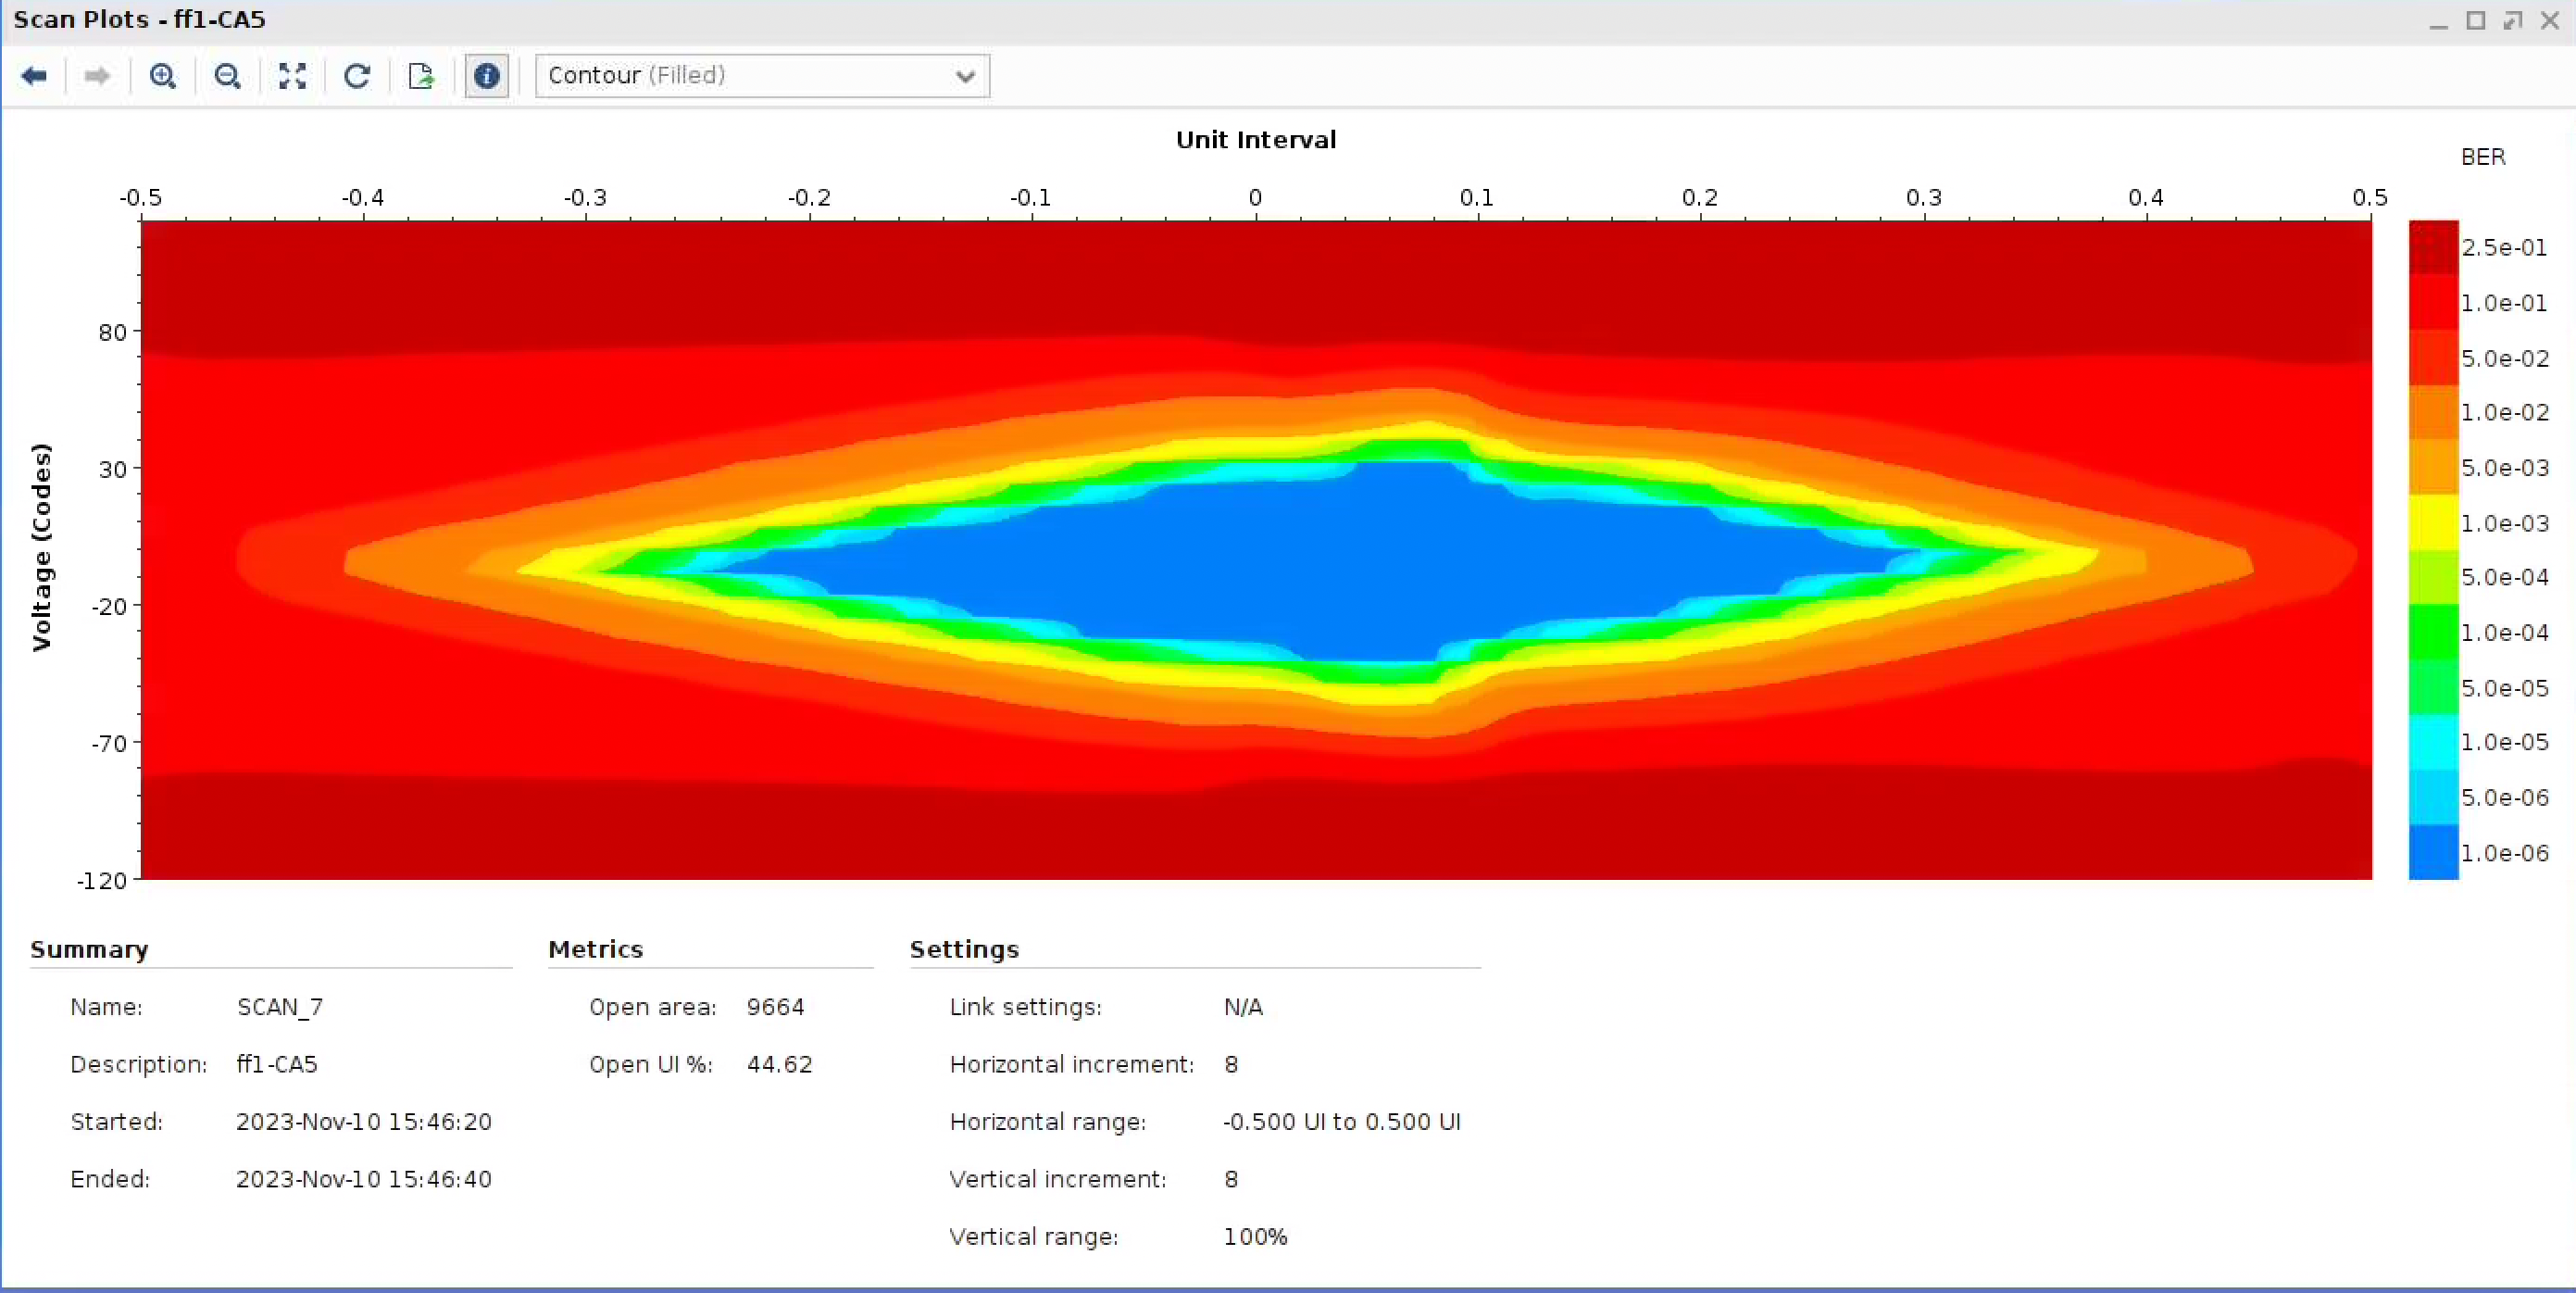 Scan Plots - ff1-CA5
Contour (Filled)
Unit Interval
BER
-0.5 -0.4 -0.3 -0.2 -0.1 0 0.1 0.2 0.3 0.4 0.5
Voltage (Codes)
80
30
-20
-70
-120
2.5e-01
1.0e-01
5.0e-02
1.0e-02
5.0e-03
1.0e-03
5.0e-04
1.0e-04
5.0e-05
1.0e-05
5.0e-06
1.0e-06
Summary
Name: SCAN_7
Description: ff1-CA5
Started: 2023-Nov-10 15:46:20
Ended: 2023-Nov-10 15:46:40
Metrics
Open area: 9664
Open UI %: 44.62
Settings
Link settings: N/A
Horizontal increment: 8
Horizontal range: -0.500 UI to 0.500 UI
Vertical increment: 8
Vertical range: 100%